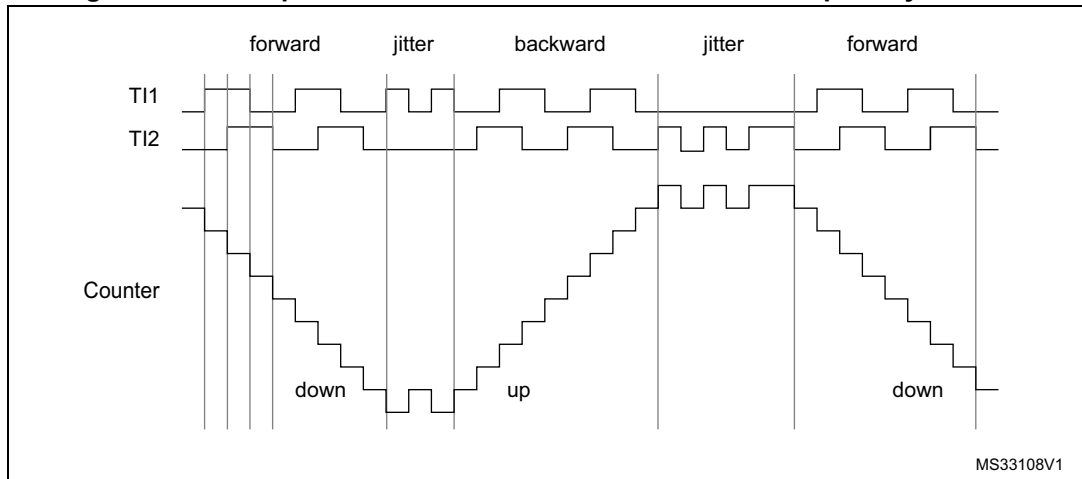 forward jitter backward jitter forward
TI1
TI2
Counter
down up down
MS33108V1